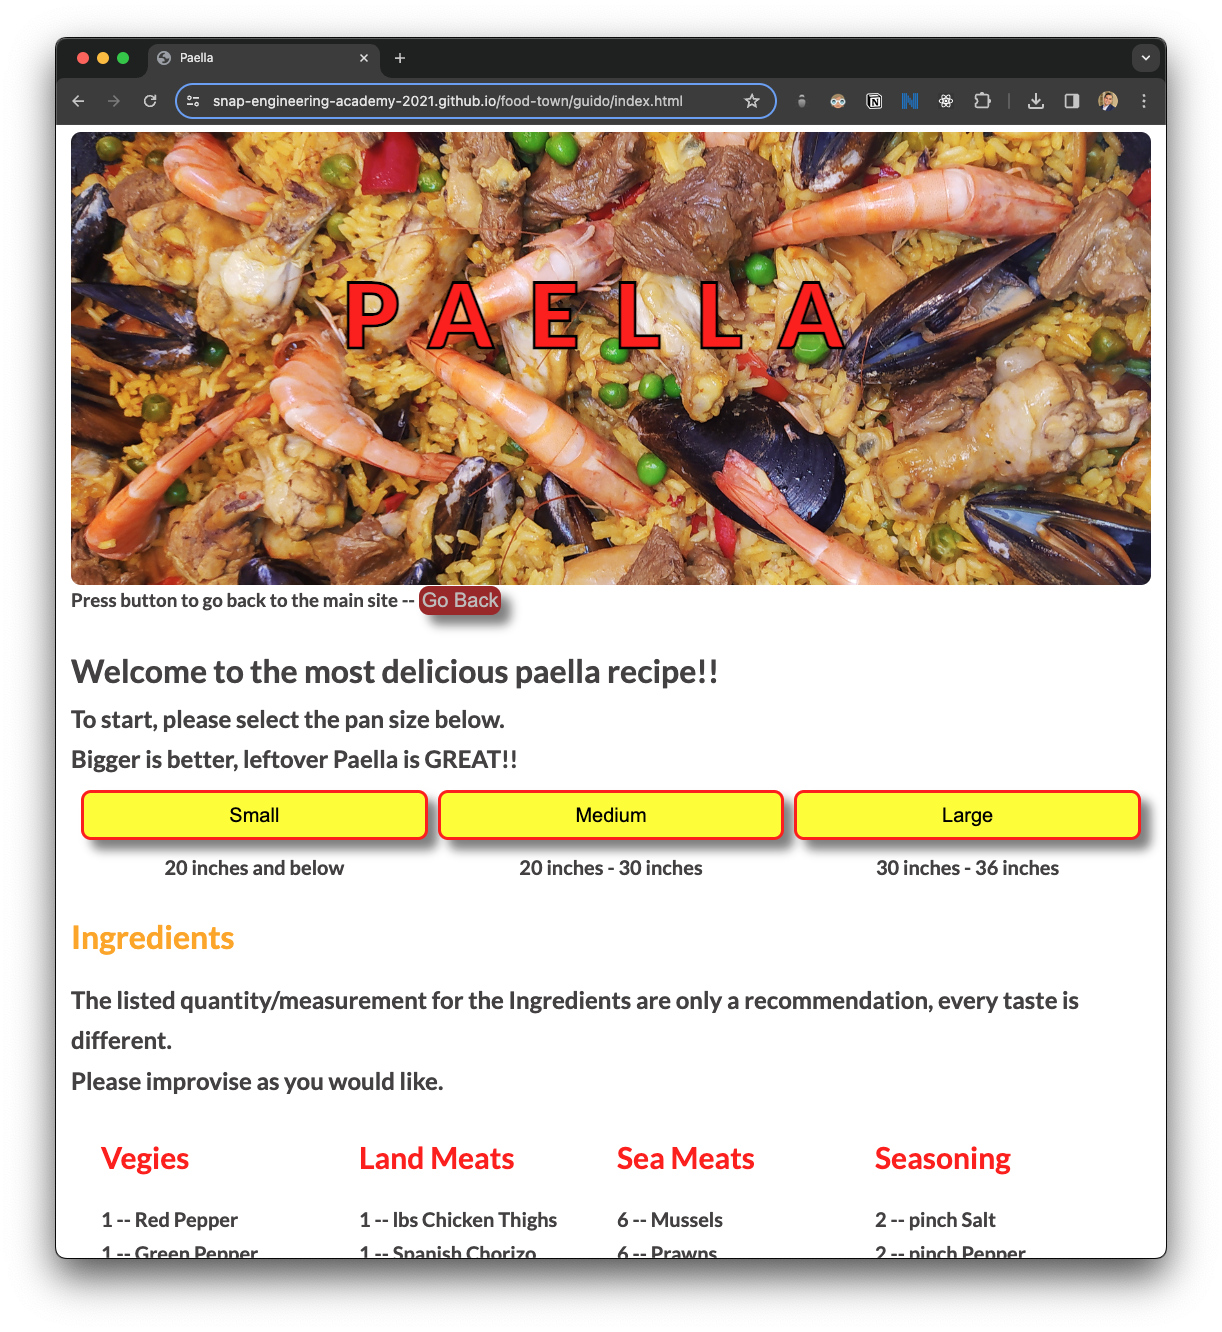 Paella
snap-engineering-academy-2021.github.io/food-town/guido/index.html
PAELLA
Press button to go back to the main site -- Go Back
Welcome to the most delicious paella recipe!!
To start, please select the pan size below.
Bigger is better, leftover Paella is GREAT!!
Small Medium Large
20 inches and below 20 inches - 30 inches 30 inches - 36 inches
Ingredients
The listed quantity/measurement for the Ingredients are only a recommendation, every taste is
different.
Please improvise as you would like.
Vegies Land Meats Sea Meats Seasoning
1 -- Red Pepper 1 -- lbs Chicken Thighs 6 -- Mussels 2 -- pinch Salt
1 -- Green Pepper 1 -- Spanish Chorizo 6 -- Prawns 2 -- pinch Pepper